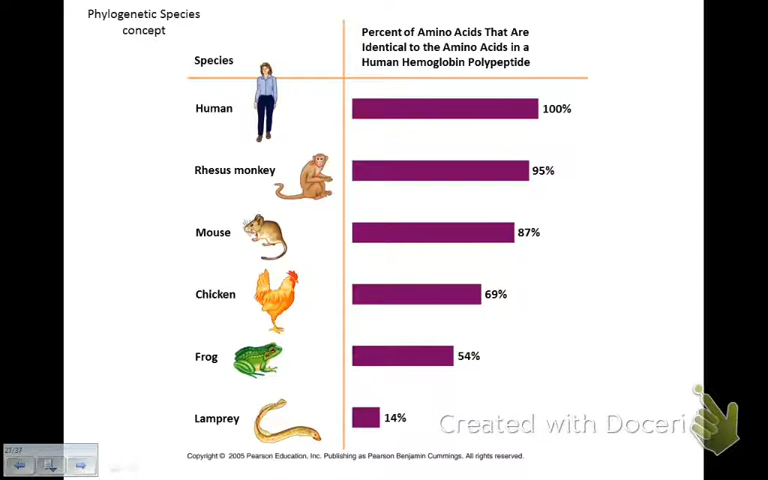 Phylogenetic Species
concept
Percent of Amino Acids That Are
Identical to the Amino Acids in a
Human Hemoglobin Polypeptide
Species
Human
100%
Rhesus monkey
95%
Mouse
87%
Chicken
69%
Frog
54%
Lamprey
14%
Created with Doceri
27/37
Copyright © 2005 Pearson Education, Inc. Publishing as Pearson Benjamin Cummings. All rights reserved.